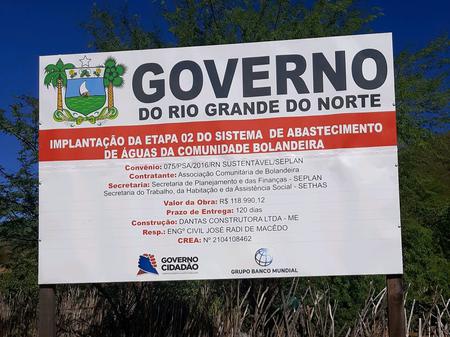 GOVERNO
DO RIO GRANDE DO NORTE
IMPLANTAÇÃO DA ETAPA 02 DO SISTEMA DE ABASTECIMENTO
DE ÁGUAS DA COMUNIDADE BOLANDEIRA
Convênio: 075/PSA/2016/RN SUSTENTÁVEL/SEPLAN
Contratante: Associação Comunitária de Bolandeira
Secretaria: Secretaria de Planejamento e das Finanças - SEPLAN
Secretaria do Trabalho, da Habitação e da Assistência Social - SETHAS
Valor da Obra: R$ 118.990,12
Prazo de Entrega: 120 dias
Construção: DANTAS CONSTRUTORA LTDA - ME
Resp.: ENGº CIVIL JOSÉ RADI DE MACÊDO
CREA: Nº 2104108462
GOVERNO
CIDADÃO
GRUPO BANCO MUNDIAL